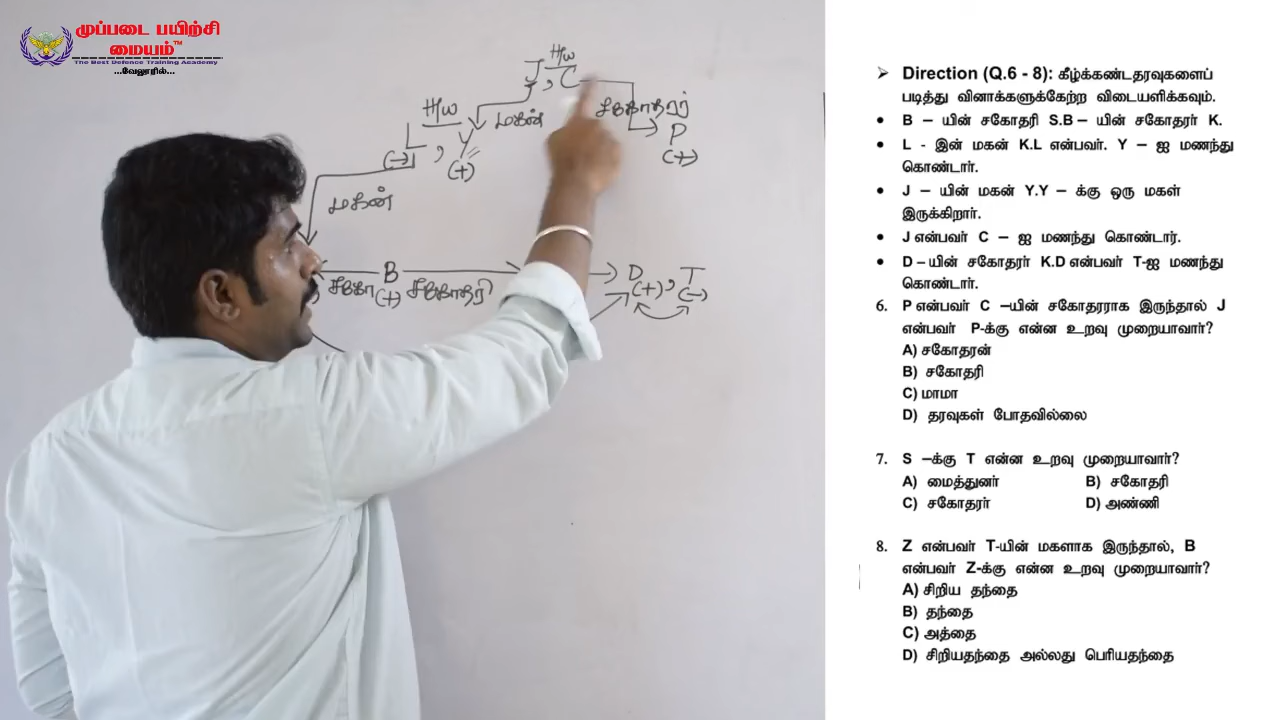 முப்படை பயிற்சி
மையம்™
The Best Defence Training Academy
...வேலூரில்...
H/W
J , C
H/W
மகன்
சகோதரர்
L , Y
P
(-)
(+)
(+)
மகன்
B
D , T
சகோ
(+)
சகோதரி
(+)
(-)
➢ Direction (Q.6 - 8): கீழ்க்கண்டதரவுகளைப்
படித்து வினாக்களுக்கேற்ற விடையளிக்கவும்.
• B – யின் சகோதரி S.B – யின் சகோதரர் K.
• L - இன் மகன் K.L என்பவர். Y – ஐ மணந்து
கொண்டார்.
• J – யின் மகன் Y.Y – க்கு ஒரு மகள்
இருக்கிறார்.
• J என்பவர் C – ஐ மணந்து கொண்டார்.
• D – யின் சகோதரர் K.D என்பவர் T-ஐ மணந்து
கொண்டார்.
6. P என்பவர் C –யின் சகோதரராக இருந்தால் J
என்பவர் P-க்கு என்ன உறவு முறையாவார்?
A) சகோதரன்
B) சகோதரி
C) மாமா
D) தரவுகள் போதவில்லை
7. S –க்கு T என்ன உறவு முறையாவார்?
A) மைத்துனர் B) சகோதரி
C) சகோதரர் D) அண்ணி
8. Z என்பவர் T-யின் மகளாக இருந்தால், B
என்பவர் Z-க்கு என்ன உறவு முறையாவார்?
A) சிறிய தந்தை
B) தந்தை
C) அத்தை
D) சிறியதந்தை அல்லது பெரியதந்தை